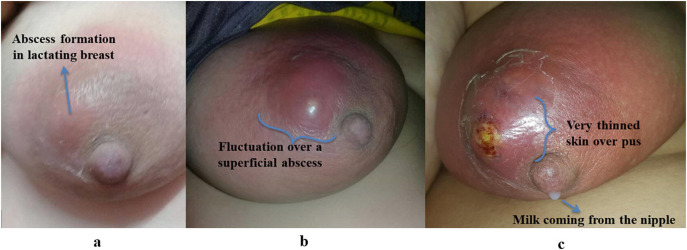 Abscess formation
in lactating breast
Fluctuation over a
superficial abscess
Very thinned
skin over pus
Milk coming from the nipple
a
b
c